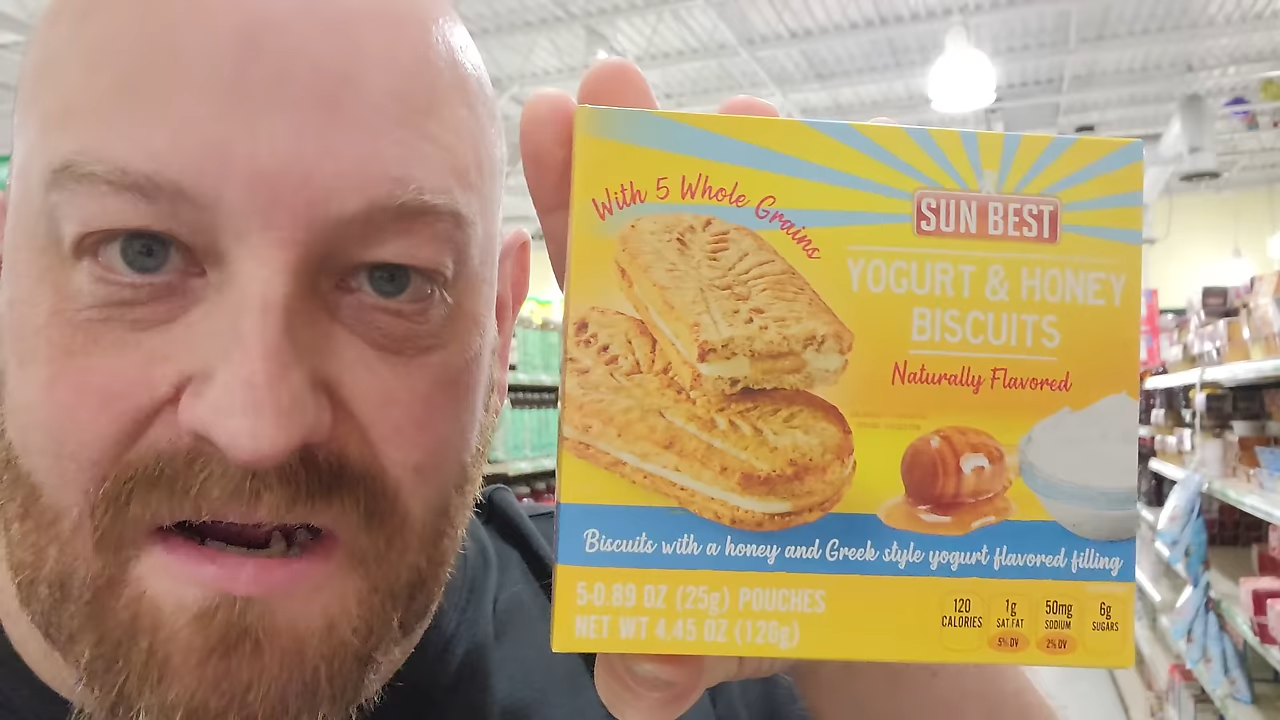 With 5 Whole Grains
SUN BEST
YOGURT & HONEY
BISCUITS
Naturally Flavored
Biscuits with a honey and Greek style yogurt flavored filling
5-0.89 OZ (25g) POUCHES
NET WT 4.45 OZ (126g)
120 CALORIES
1g SAT FAT 5% DV
50mg SODIUM 2% DV
6g SUGARS